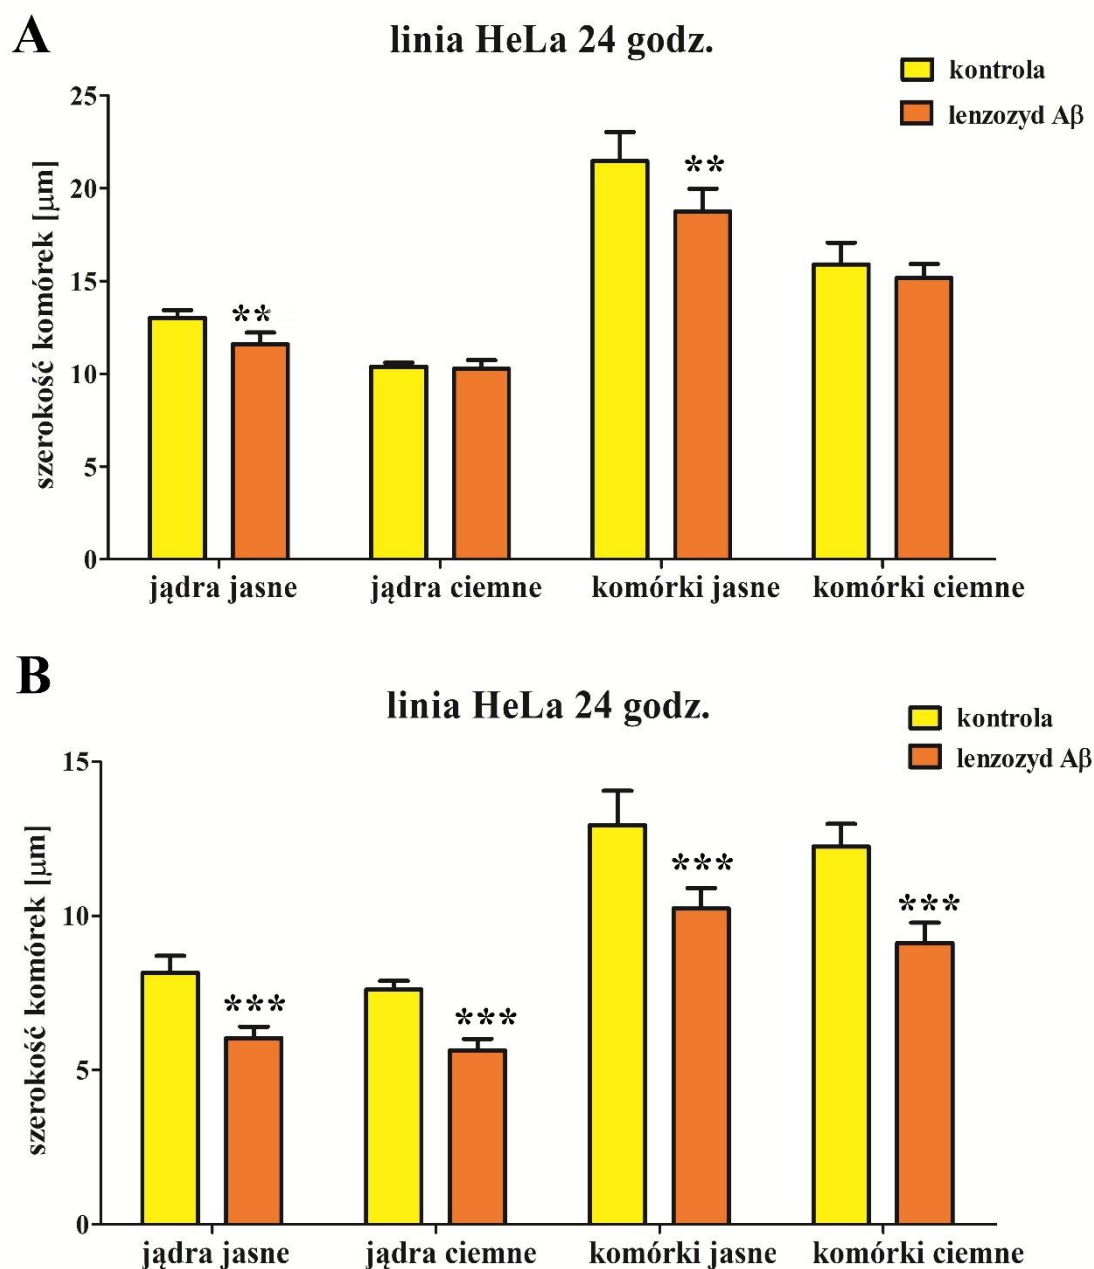 A
linia HeLa 24 godz.
kontrola
lenzozyd Aβ
szerokość komórek [µm]
25
20
15
10
5
0
**
**
jądra jasne
jądra ciemne
komórki jasne
komórki ciemne
B
linia HeLa 24 godz.
kontrola
lenzozyd Aβ
szerokość komórek [µm]
15
10
5
0
***
***
***
***
jądra jasne
jądra ciemne
komórki jasne
komórki ciemne